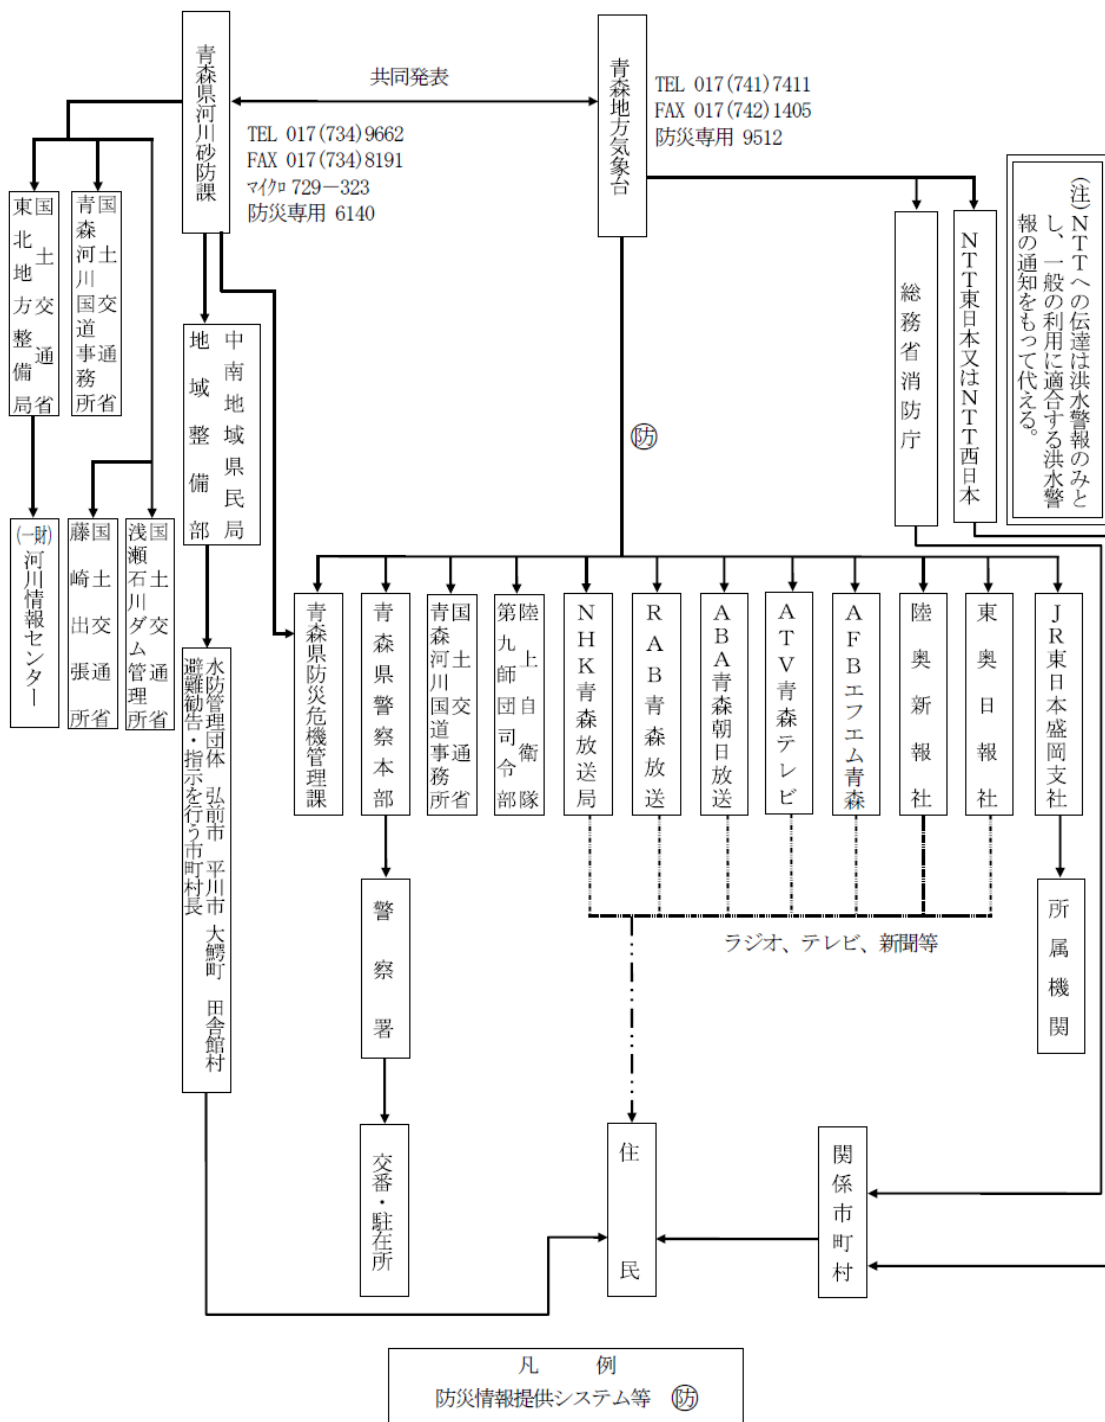 青森県河川砂防課
共同発表
青森地方気象台
TEL 017(734)9662
FAX 017(734)8191
マイクロ 729－323
防災専用 6140
TEL 017(741)7411
FAX 017(742)1405
防災専用 9512
(注)NTTへの伝達は洪水警報のみと
し、一般の利用に適合する洪水警
報の通知をもって代える。
国土交通省
東北地方整備局
国土交通省
青森河川国道事務所
中南地域県民局
地域整備部
総務省消防庁
NTT東日本又はNTT西日本
防
(一財)河川情報センター
国土交通省
藤崎出張所
国土交通省
浅瀬石川ダム管理所
水防管理団体 弘前市 平川市 大鰐町 田舎館村
避難勧告・指示を行う市町村長
青森県防災危機管理課
青森県警察本部
国土交通省
青森河川国道事務所
陸上自衛隊
第九師団司令部
NHK青森放送局
RAB青森放送
ABA青森朝日放送
ATV青森テレビ
AFBエフエム青森
陸奥新報社
東奥日報社
JR東日本盛岡支社
警察署
ラジオ、テレビ、新聞等
所属機関
交番・駐在所
住民
関係市町村
凡 例
防災情報提供システム等 防